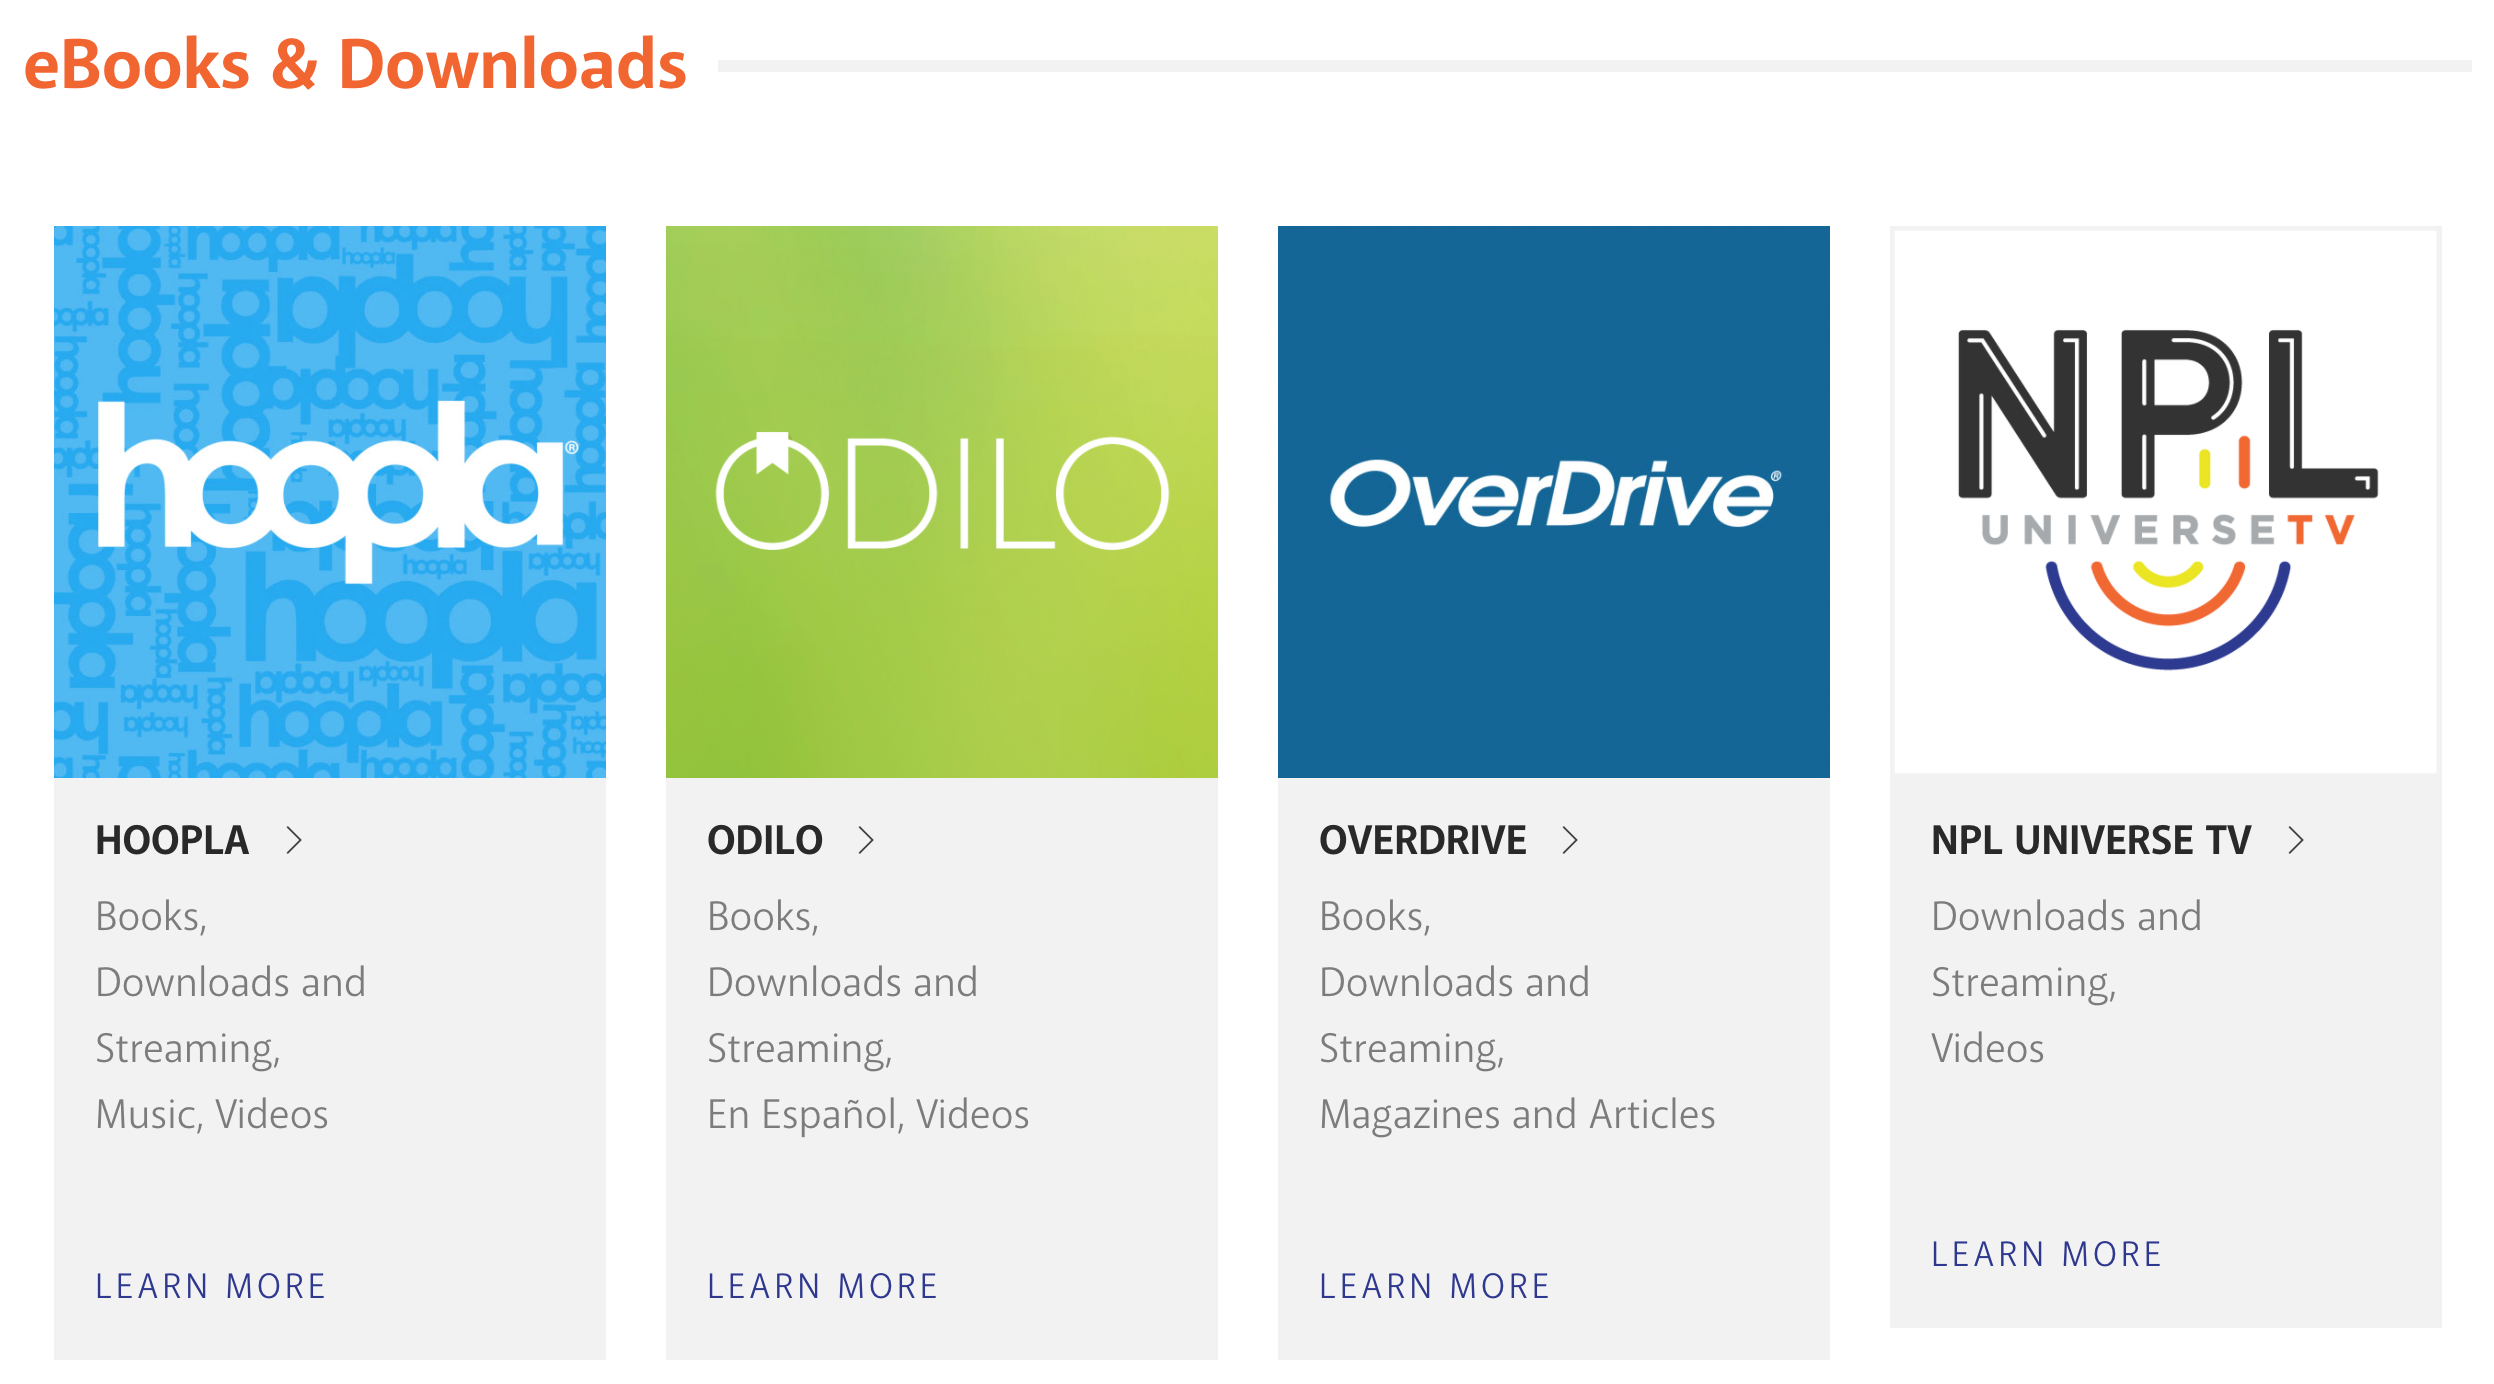 eBooks & Downloads
hoopla®
ODILO
OverDrive®
NPL
UNIVERSETV
HOOPLA
Books,
Downloads and
Streaming,
Music, Videos
LEARN MORE
ODILO
Books,
Downloads and
Streaming,
En Español, Videos
LEARN MORE
OVERDRIVE
Books,
Downloads and
Streaming,
Magazines and Articles
LEARN MORE
NPL UNIVERSE TV
Downloads and
Streaming,
Videos
LEARN MORE